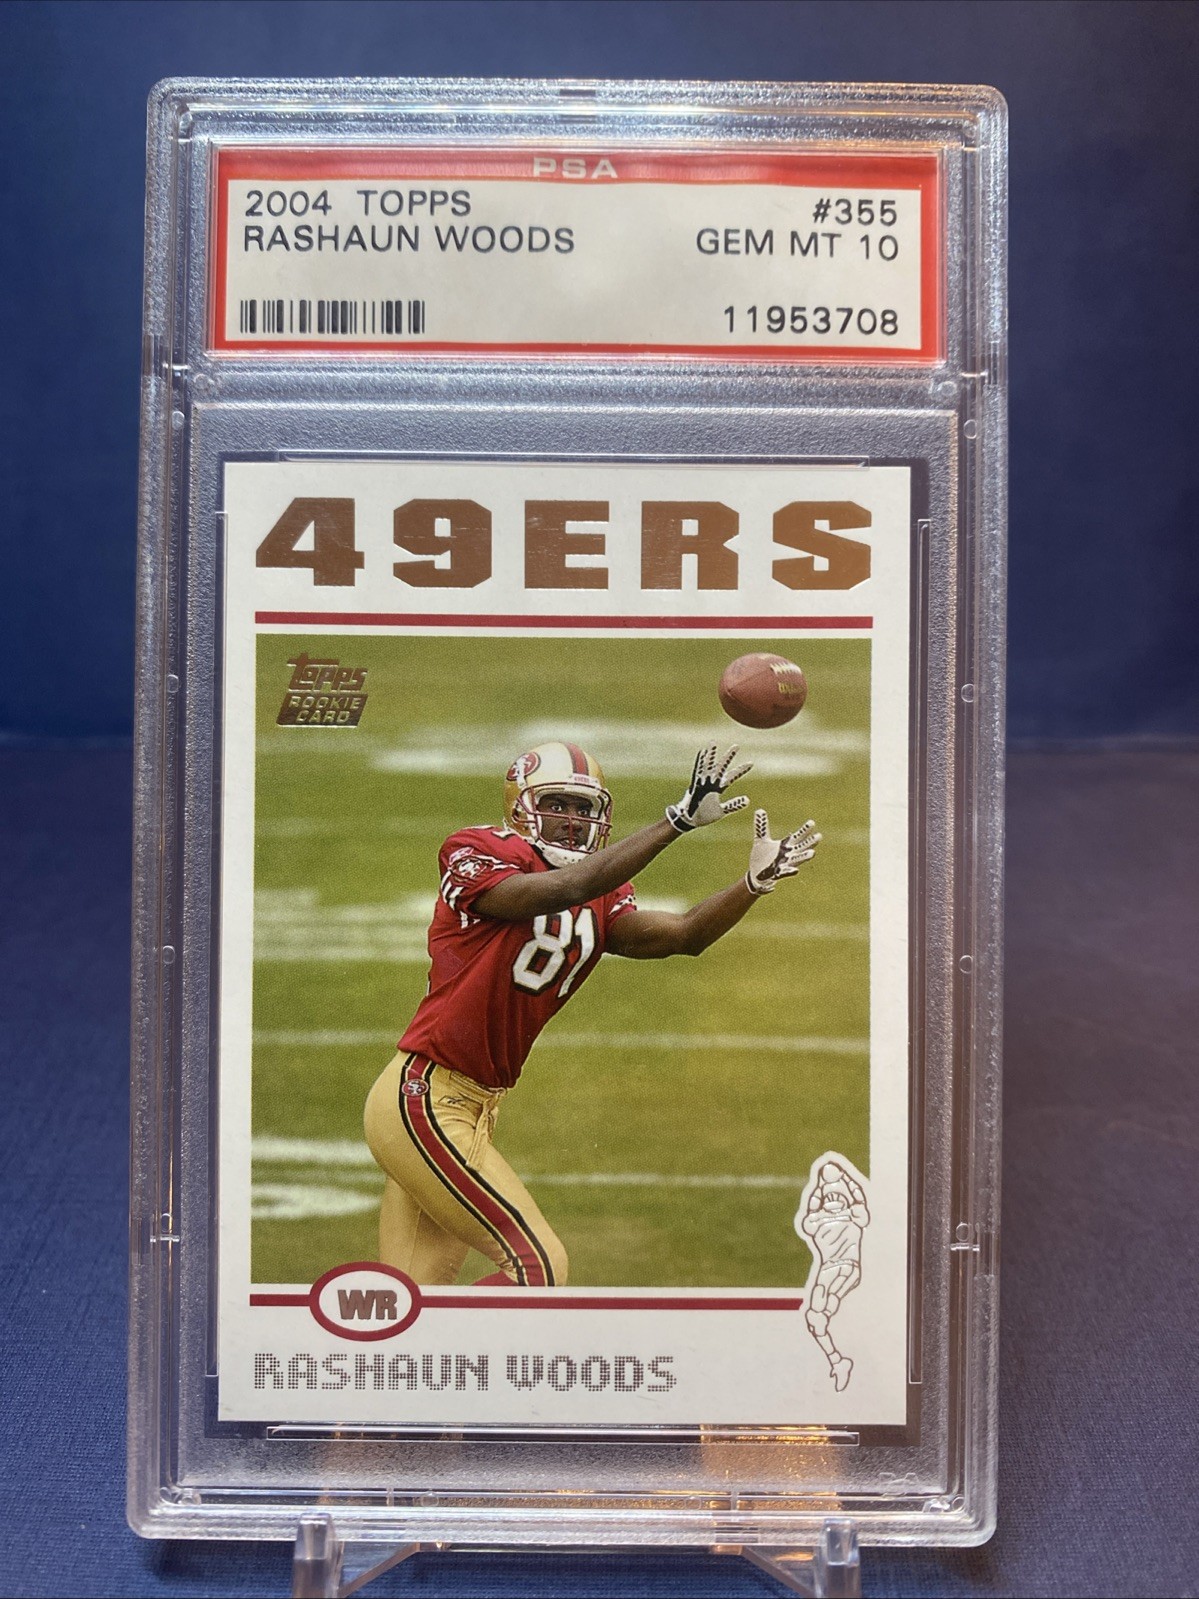 PSA
2004 TOPPS #355
RASHAUN WOODS GEM MT 10
11953708
49ERS
Topps
ROOKIE
CARD
81
WR
RASHAUN WOODS